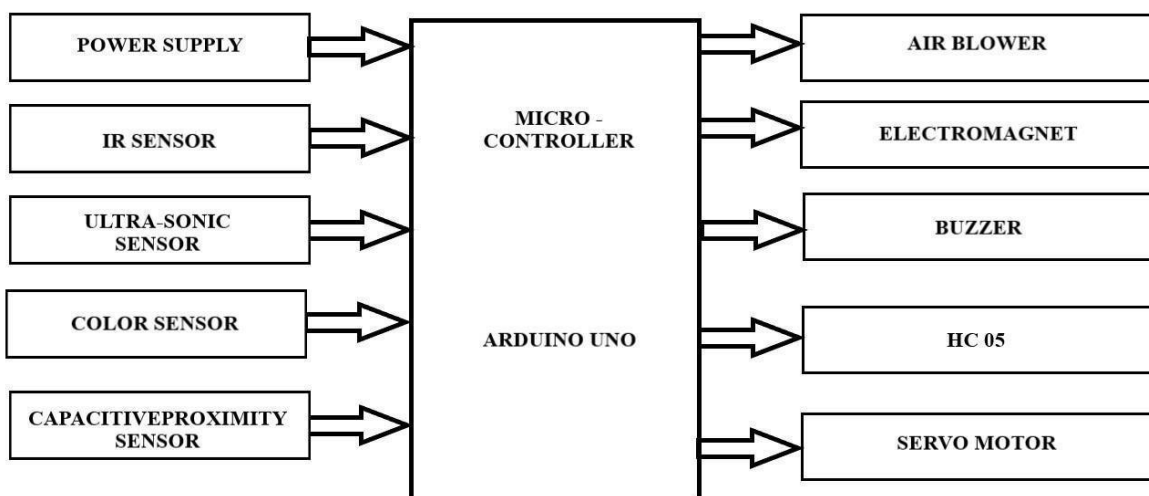 POWER SUPPLY
IR SENSOR
ULTRA-SONIC
SENSOR
COLOR SENSOR
CAPACITIVEPROXIMITY
SENSOR
MICRO -
CONTROLLER
ARDUINO UNO
AIR BLOWER
ELECTROMAGNET
BUZZER
HC 05
SERVO MOTOR